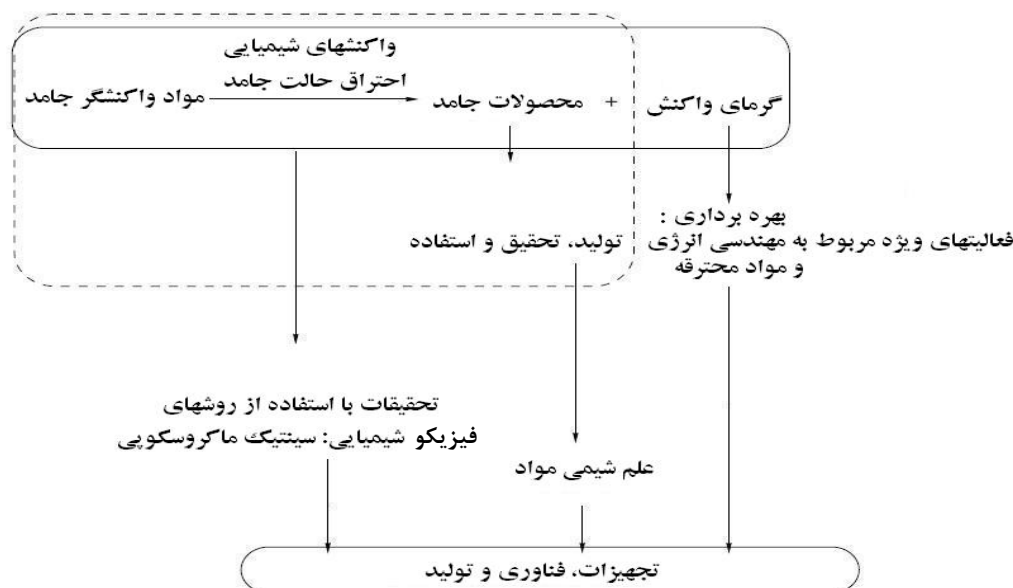 واکنشهای شیمیایی
احتراق حالت جامد
مواد واکنشگر جامد
محصولات جامد + گرمای واکنش
بهره برداری :
فعالیتهای ویژه مربوط به مهندسی انرژی
و مواد محترقه
تولید، تحقیق و استفاده
تحقیقات با استفاده از روشهای
فیزیکو شیمیایی: سینتیک ماکروسکوپی
علم شیمی مواد
تجهیزات، فناوری و تولید